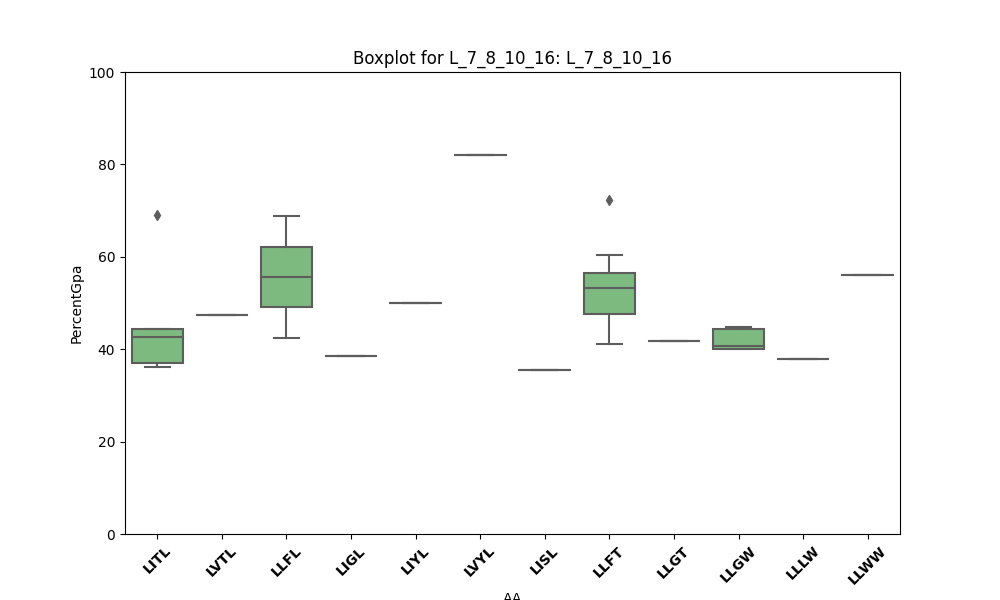 Boxplot for L_7_8_10_16: L_7_8_10_16
100
80
60
40
20
0
PercentGpa
LITL
LVTL
LLFL
LIGL
LIYL
LVYL
LISL
LLFT
LLGT
LLGW
LLLW
LLWW
AA